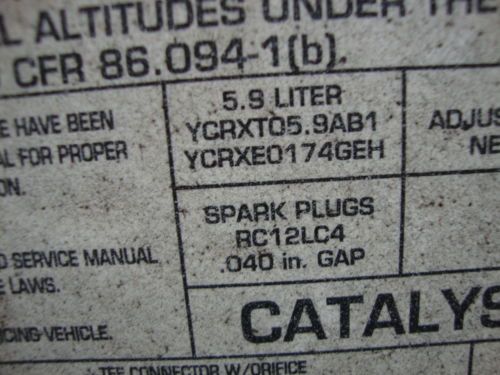 ALTITUDES UNDER THE
CFR 86.094-1(b).
HAVE BEEN
FOR PROPER
SERVICE MANUAL
LAWS.
VEHICLE.
5.9 LITER
YCRXT05.9AB1
YCRXE0174GEH
SPARK PLUGS
RC12LC4
.040 in. GAP
ADJUS
NE
CATALYS
TEE CONNECTOR W/ORIFICE